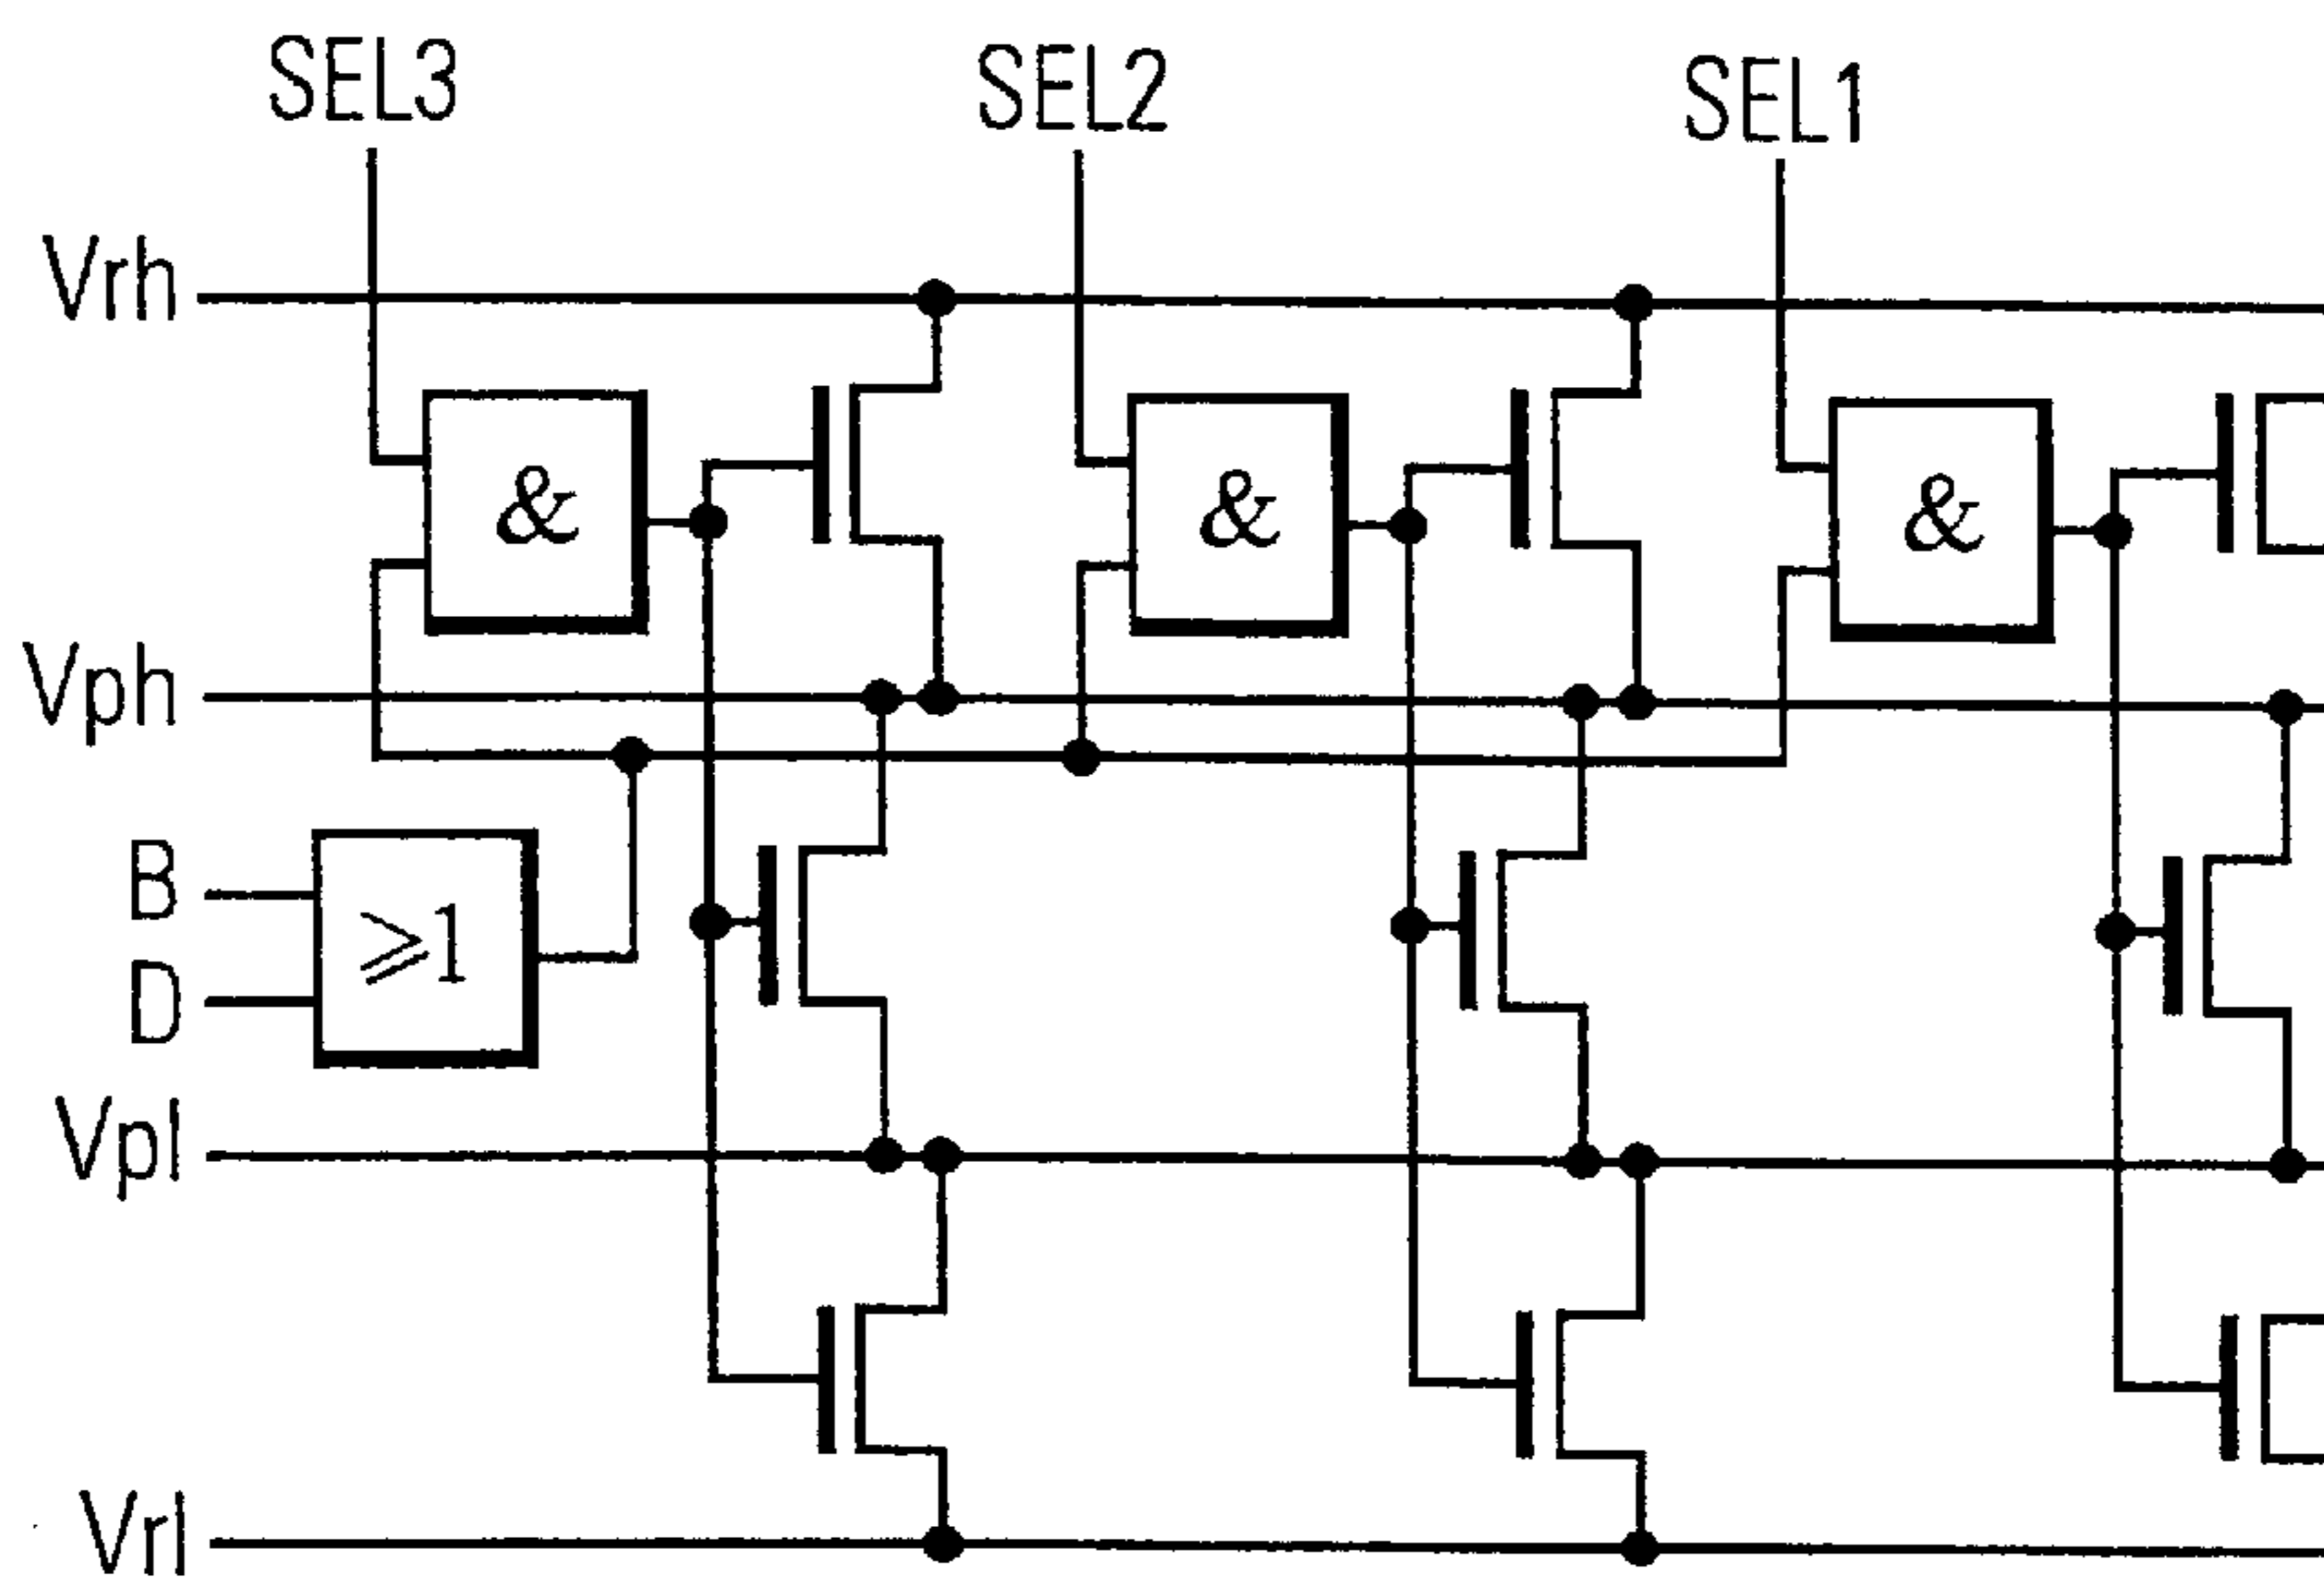 SEL3 SEL2 SEL1
Vrh
& & &
Vph
B
≥1
D
Vpl
Vrl